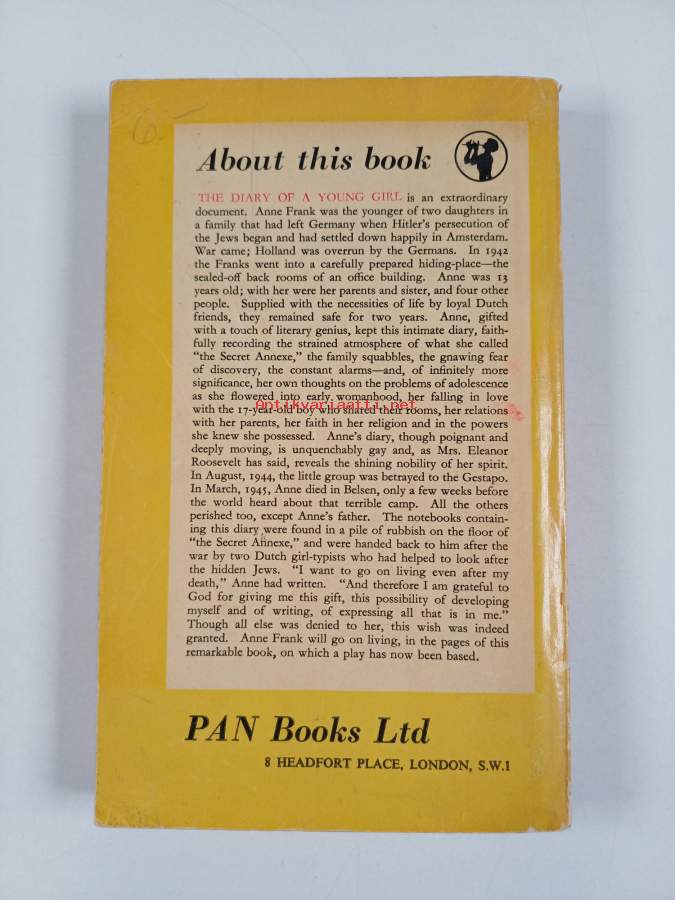 6-
About this book
THE DIARY OF A YOUNG GIRL is an extraordinary
document. Anne Frank was the younger of two daughters in
a family that had left Germany when Hitler's persecution of
the Jews began and had settled down happily in Amsterdam.
War came; Holland was overrun by the Germans. In 1942
the Franks went into a carefully prepared hiding-place—the
sealed-off back rooms of an office building. Anne was 13
years old; with her were her parents and sister, and four other
people. Supplied with the necessities of life by loyal Dutch
friends, they remained safe for two years. Anne, gifted
with a touch of literary genius, kept this intimate diary, faith-
fully recording the strained atmosphere of what she called
"the Secret Annexe," the family squabbles, the gnawing fear
of discovery, the constant alarms—and, of infinitely more
significance, her own thoughts on the problems of adolescence
as she flowered into early womanhood, her falling in love
Antikvariaatti.net
with the 17-year-old boy who shared their rooms, her relations
with her parents, her faith in her religion and in the powers
she knew she possessed. Anne's diary, though poignant and
deeply moving, is unquenchably gay and, as Mrs. Eleanor
Roosevelt has said, reveals the shining nobility of her spirit.
In August, 1944, the little group was betrayed to the Gestapo.
In March, 1945, Anne died in Belsen, only a few weeks before
the world heard about that terrible camp. All the others
perished too, except Anne's father. The notebooks contain-
ing this diary were found in a pile of rubbish on the floor of
"the Secret Annexe," and were handed back to him after the
war by two Dutch girl-typists who had helped to look after
the hidden Jews. "I want to go on living even after my
death," Anne had written. "And therefore I am grateful to
God for giving me this gift, this possibility of developing
myself and of writing, of expressing all that is in me."
Though all else was denied to her, this wish was indeed
granted. Anne Frank will go on living, in the pages of this
remarkable book, on which a play has now been based.
PAN Books Ltd
8 HEADFORT PLACE, LONDON, S.W.1